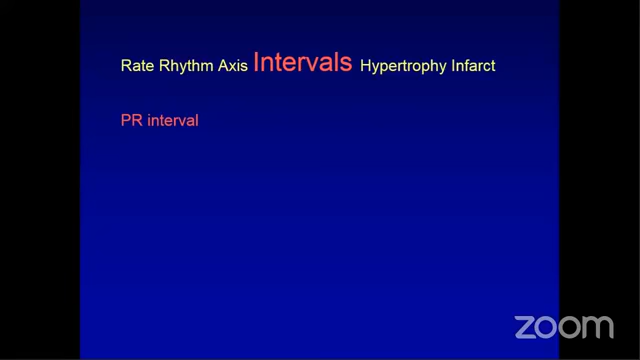 Rate Rhythm Axis Intervals Hypertrophy Infarct
PR interval
zoom